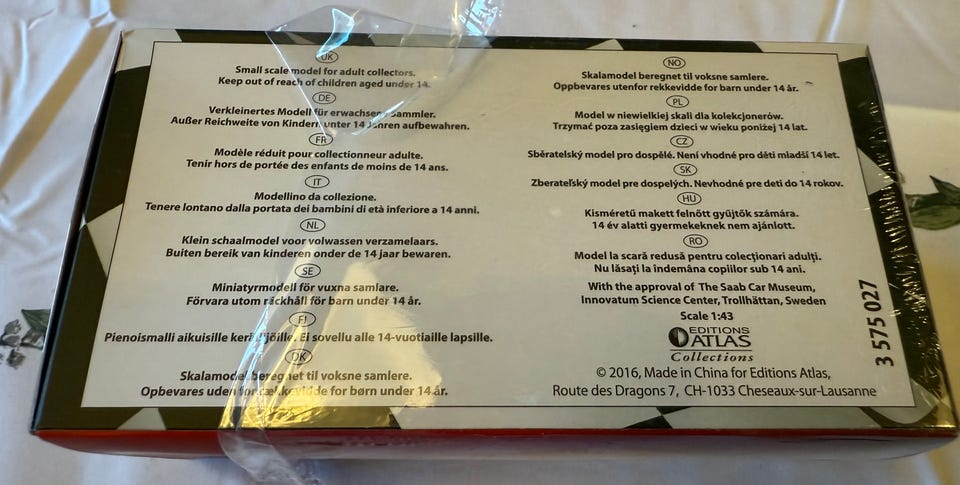 UK
Small scale model for adult collectors.
Keep out of reach of children aged under 14.
DE
Verkleinertes Modell für erwachsene Sammler.
Außer Reichweite von Kindern unter 14 Jahren aufbewahren.
FR
Modèle réduit pour collectionneur adulte.
Tenir hors de portée des enfants de moins de 14 ans.
IT
Modellino da collezione.
Tenere lontano dalla portata dei bambini di età inferiore a 14 anni.
NL
Klein schaalmodel voor volwassen verzamelaars.
Buiten bereik van kinderen onder de 14 jaar bewaren.
SE
Miniatyrmodell för vuxna samlare.
Förvara utom räckhåll för barn under 14 år.
FI
Pienoismalli aikuisille keräilijöille. Ei sovellu alle 14-vuotiaille lapsille.
DK
Skalamodel beregnet til voksne samlere.
Opbevares uden for rækkevidde for børn under 14 år.
NO
Skalamodel beregnet til voksne samlere.
Oppbevares utenfor rekkevidde for barn under 14 år.
PL
Model w niewielkiej skali dla kolekcjonerów.
Trzymać poza zasięgiem dzieci w wieku poniżej 14 lat.
CZ
Sběratelský model pro dospělé. Není vhodné pro děti mladší 14 let.
SK
Zberateľský model pre dospelých. Nevhodné pre deti do 14 rokov.
HU
Kisméretű makett felnőtt gyűjtők számára.
14 év alatti gyermekeknek nem ajánlott.
RO
Model la scară redusă pentru colecționari adulți.
Nu lăsați la îndemâna copiilor sub 14 ani.
With the approval of The Saab Car Museum,
Innovatum Science Center, Trollhättan, Sweden
Scale 1:43
EDITIONS
ATLAS
Collections
© 2016, Made in China for Editions Atlas,
Route des Dragons 7, CH-1033 Cheseaux-sur-Lausanne
3 575 027